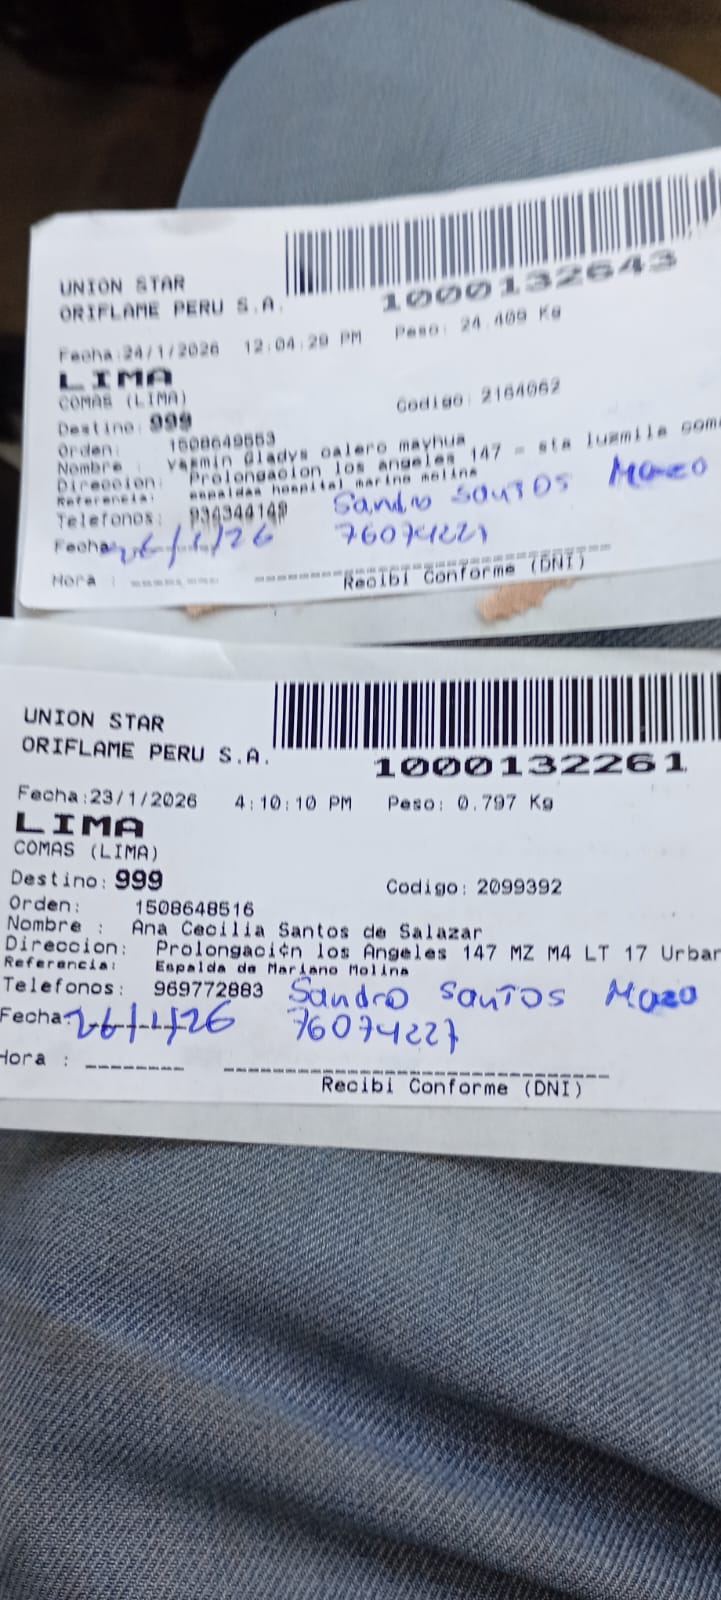 UNION STAR
ORIFLAME PERU S.A.
1000132643
Fecha:24/1/2026 12:04:29 PM Peso: 24.409 Kg
LIMA
COMAS (LIMA)
Codigo: 2164062
Destino: 999
Orden: 1508649553
Nombre : Yasmin Gladys calero mayhua
Direccion: Prolongacion los angeles 147 - sta luzmila com
Referencia: espaldas hospital marino molina
Telefonos: 934344149
Sandro Santos Mazo
Fecha: 26/1/26
76074227
Hora :
Recibi Conforme (DNI)
UNION STAR
ORIFLAME PERU S.A.
1000132261
Fecha:23/1/2026 4:10:10 PM Peso: 0.797 Kg
LIMA
COMAS (LIMA)
Destino: 999
Codigo: 2099392
Orden: 1508648516
Nombre : Ana Cecilia Santos de Salazar
Direccion: Prolongaci¢n los Angeles 147 MZ M4 LT 17 Urban
Referencia: Espalda de Mariano Molina
Telefonos: 969772883
Sandro Santos Mozo
Fecha: 26/1/26
76074227
Hora :
Recibi Conforme (DNI)